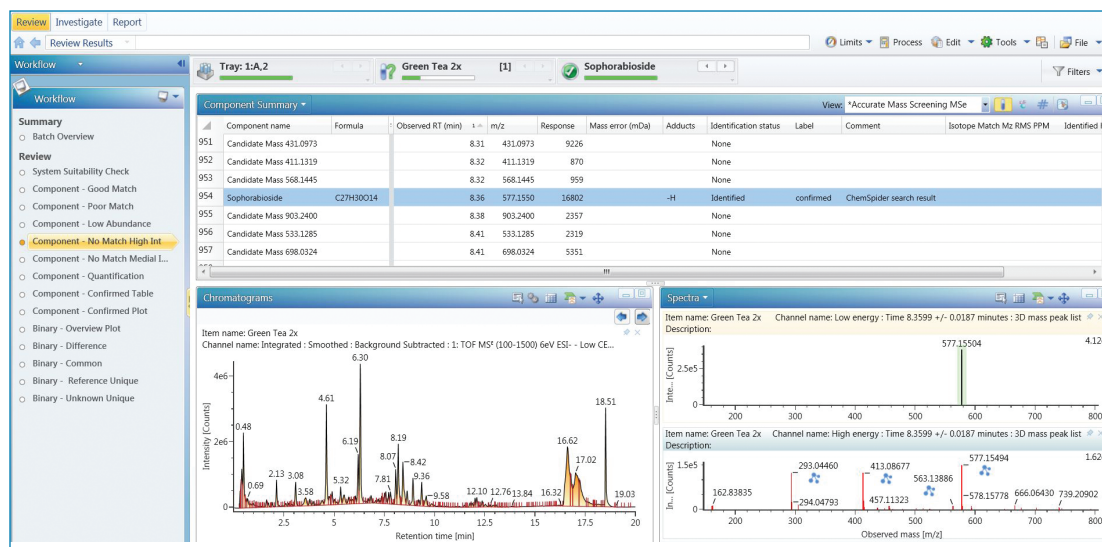 Review Investigate Report
Review Results
Limits Process Edit Tools File
Workflow
Tray: 1:A,2 Green Tea 2x [1] Sophorabioside
Filters
Workflow
Summary
Batch Overview
Review
System Suitability Check
Component - Good Match
Component - Poor Match
Component - Low Abundance
Component - No Match High Int
Component - No Match Medial I...
Component - Quantification
Component - Confirmed Table
Component - Confirmed Plot
Binary - Overview Plot
Binary - Difference
Binary - Common
Binary - Reference Unique
Binary - Unknown Unique
Component Summary View: *Accurate Mass Screening MSe
Component name Formula Observed RT (min) 1 m/z Response Mass error (mDa) Adducts Identification status Label Comment Isotope Match Mz RMS PPM Identified
951 Candidate Mass 431.0973 8.31 431.0973 9226 None
952 Candidate Mass 411.1319 8.32 411.1319 870 None
953 Candidate Mass 568.1445 8.32 568.1445 959 None
954 Sophorabioside C27H30O14 8.36 577.1550 16802 -H Identified confirmed ChemSpider search result
955 Candidate Mass 903.2400 8.38 903.2400 2357 None
956 Candidate Mass 533.1285 8.41 533.1285 2319 None
957 Candidate Mass 698.0324 8.41 698.0324 5351 None
Chromatograms
Item name: Green Tea 2x
Channel name: Integrated : Smoothed : Background Subtracted : 1: TOF MSᴱ (100-1500) 6eV ESI- - Low CE...
Intensity [Counts]
4e6
2e6
0
0.48
0.69
2.13
3.08
3.58
4.61
5.32
6.19
6.30
7.81
8.07
8.19
8.42
9.36
9.58
12.10
12.76
13.84
16.32
16.62
17.02
18.51
19.03
2.5 5 7.5 10 12.5 15 17.5 20
Retention time [min]
Spectra
Item name: Green Tea 2x Channel name: Low energy : Time 8.3599 +/- 0.0187 minutes : 3D mass peak list
Description:
577.15504
Inte... [Counts]
2.5e5
0
200 300 400 500 600 700 800
Item name: Green Tea 2x Channel name: High energy : Time 8.3599 +/- 0.0187 minutes : 3D mass peak list
Description:
In... [Counts]
1.5e5
0
162.83835
293.04460
294.04793
413.08677
457.11323
563.13886
577.15494
578.15778
666.06430
739.20902
200 300 400 500 600 700 800
Observed mass [m/z]